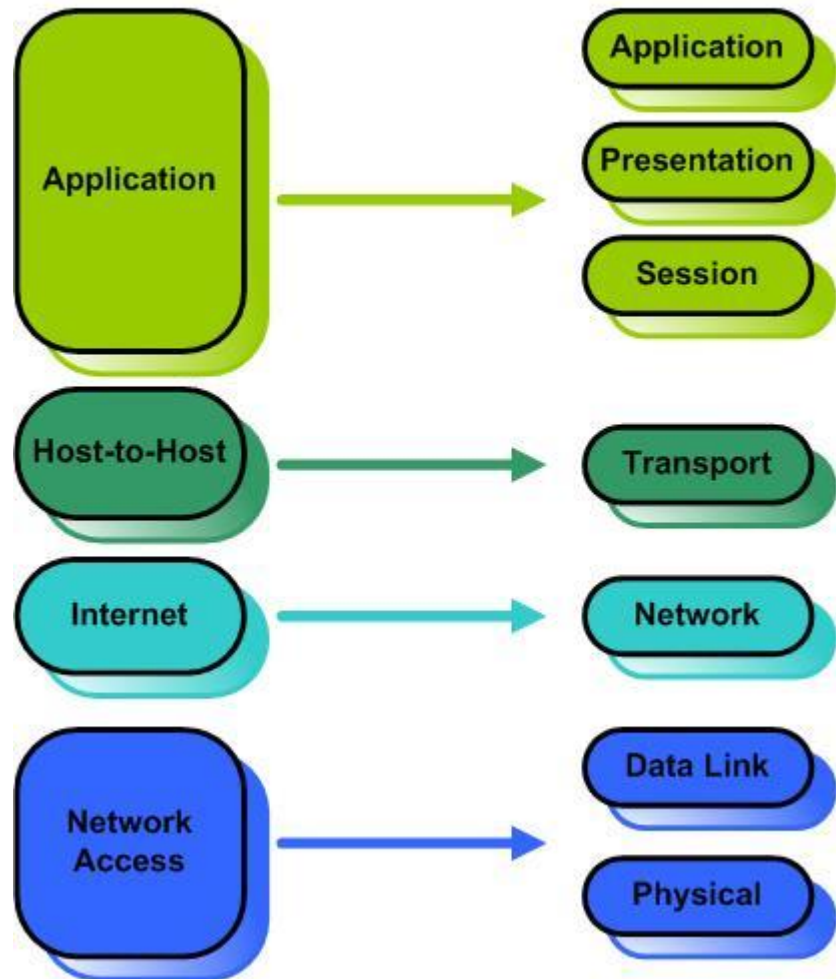 Application
Application
Presentation
Session
Host-to-Host
Transport
Internet
Network
Network
Access
Data Link
Physical